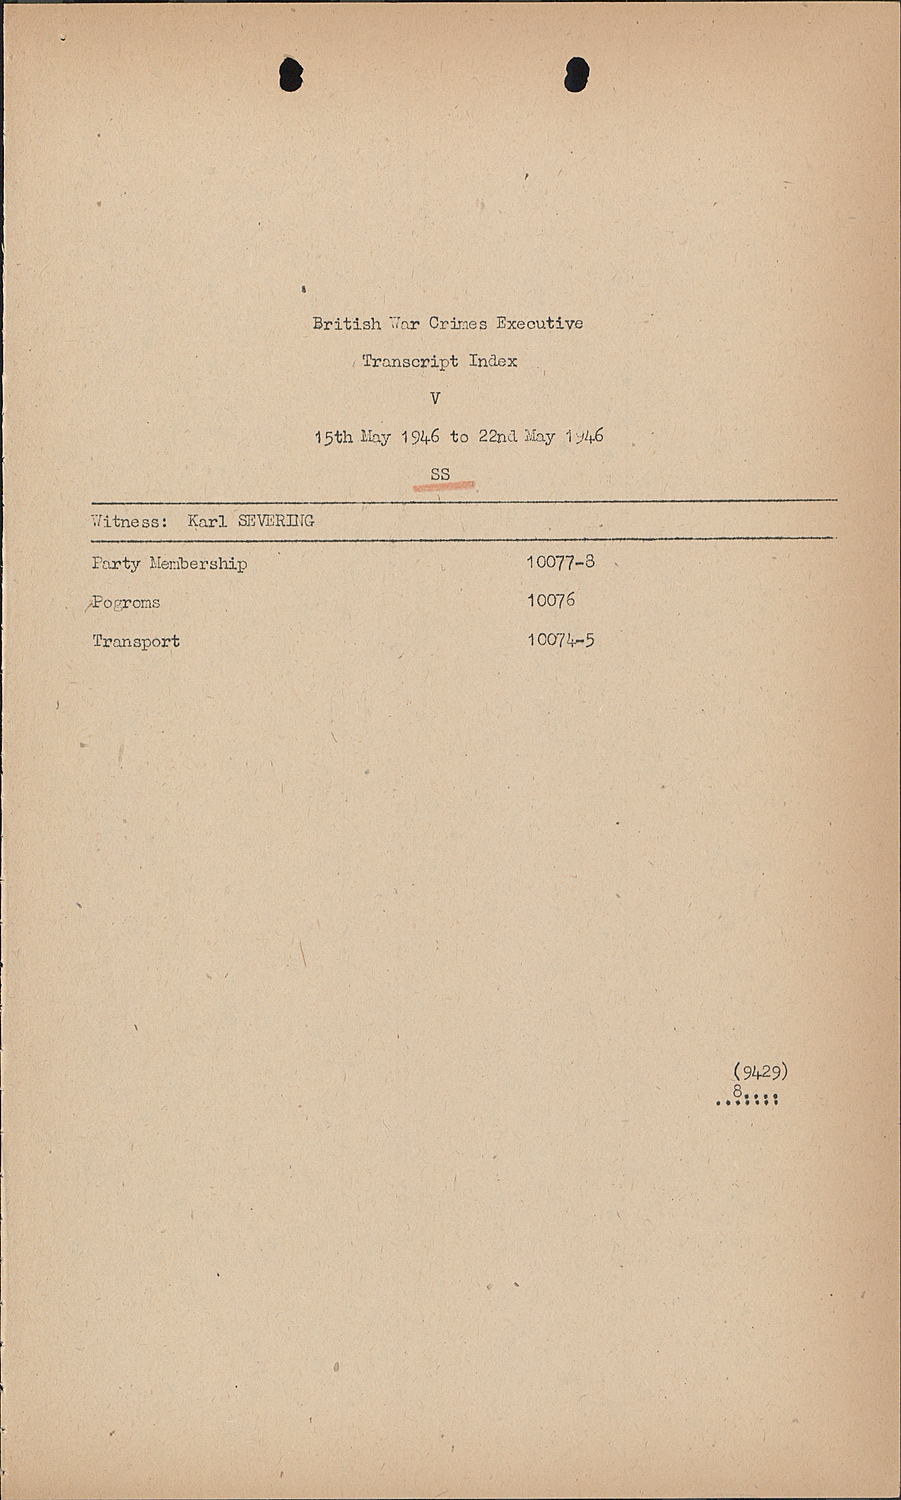 British War Crimes Executive
Transcript Index
V
15th May 1946 to 22nd May 1946
SS
Witness: Karl SEVERING
Party Membership 10077-8
Pogroms 10076
Transport 10074-5
(9429)
8....
.......